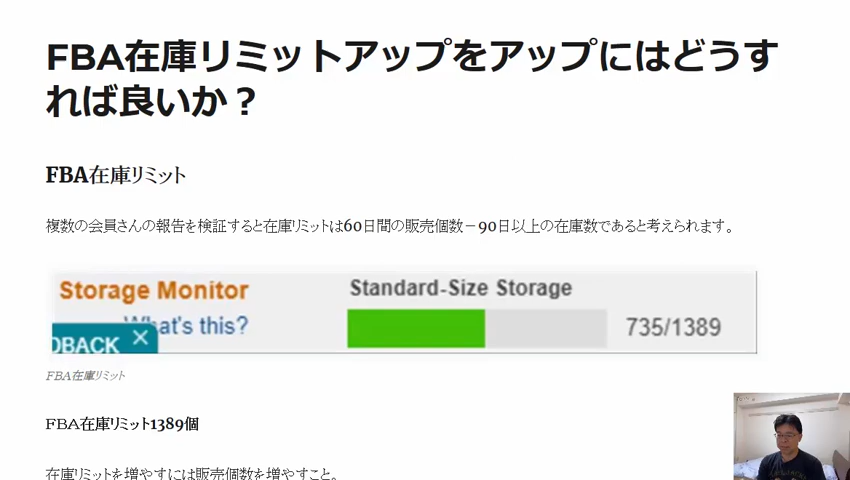 FBA在庫リミットアップをアップにはどうす
れば良いか？
FBA在庫リミット
複数の会員さんの報告を検証すると在庫リミットは60日間の販売個数－90日以上の在庫数であると考えられます。
Storage Monitor
Standard-Size Storage
What's this?
735/1389
DBACK ×
FBA在庫リミット
FBA在庫リミット1389個
在庫リミットを増やすには販売個数を増やすこと。